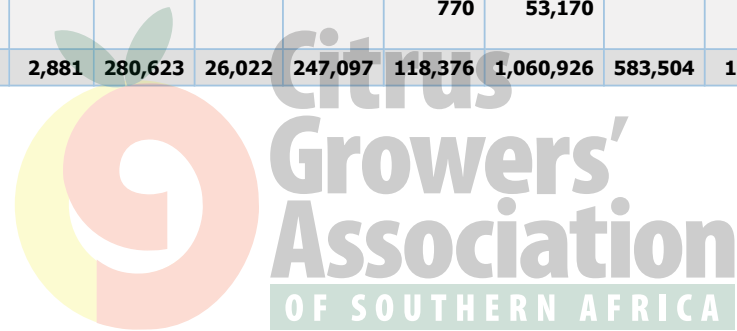 770 53,170
2,881 280,623 26,022 247,097 118,376 1,060,926 583,504 1
Citrus
Growers'
Association
OF SOUTHERN AFRICA